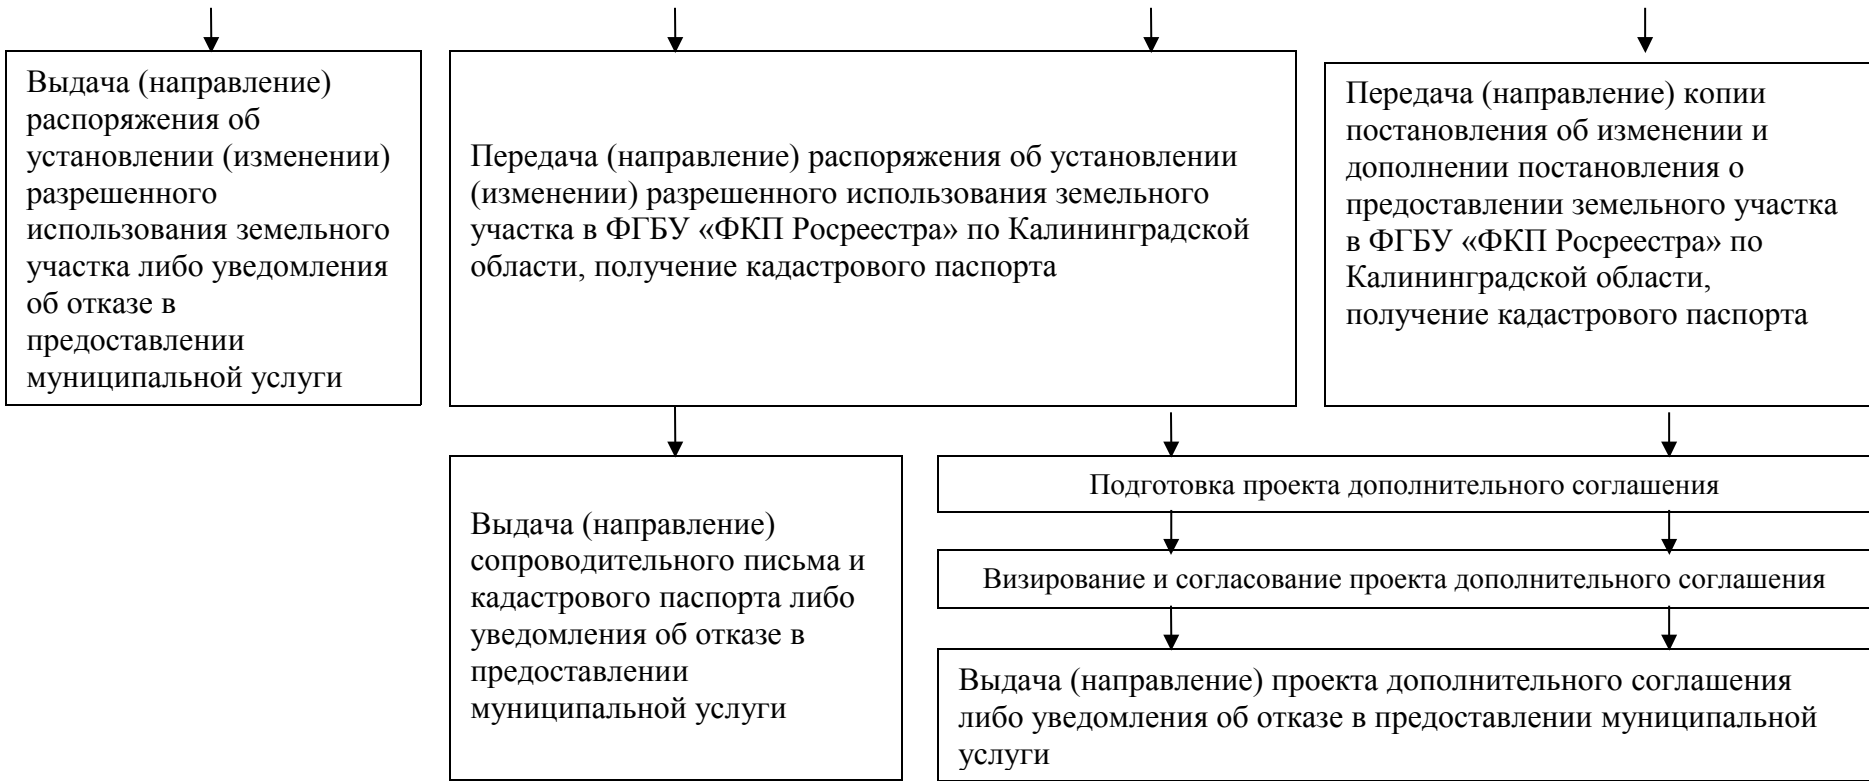 Выдача (направление)
распоряжения об
установлении (изменении)
разрешенного
использования земельного
участка либо уведомления
об отказе в
предоставлении
муниципальной услуги
Передача (направление) распоряжения об установлении
(изменении) разрешенного использования земельного
участка в ФГБУ «ФКП Росреестра» по Калининградской
области, получение кадастрового паспорта
Передача (направление) копии
постановления об изменении и
дополнении постановления о
предоставлении земельного участка
в ФГБУ «ФКП Росреестра» по
Калининградской области,
получение кадастрового паспорта
Выдача (направление)
сопроводительного письма и
кадастрового паспорта либо
уведомления об отказе в
предоставлении
муниципальной услуги
Подготовка проекта дополнительного соглашения
Визирование и согласование проекта дополнительного соглашения
Выдача (направление) проекта дополнительного соглашения
либо уведомления об отказе в предоставлении муниципальной
услуги